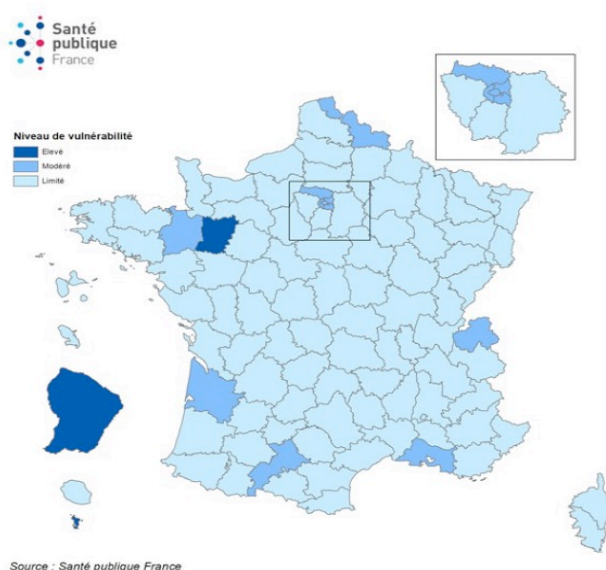 Santé
publique
France
Niveau de vulnérabilité
Elevé
Modéré
Limité
Source : Santé publique France